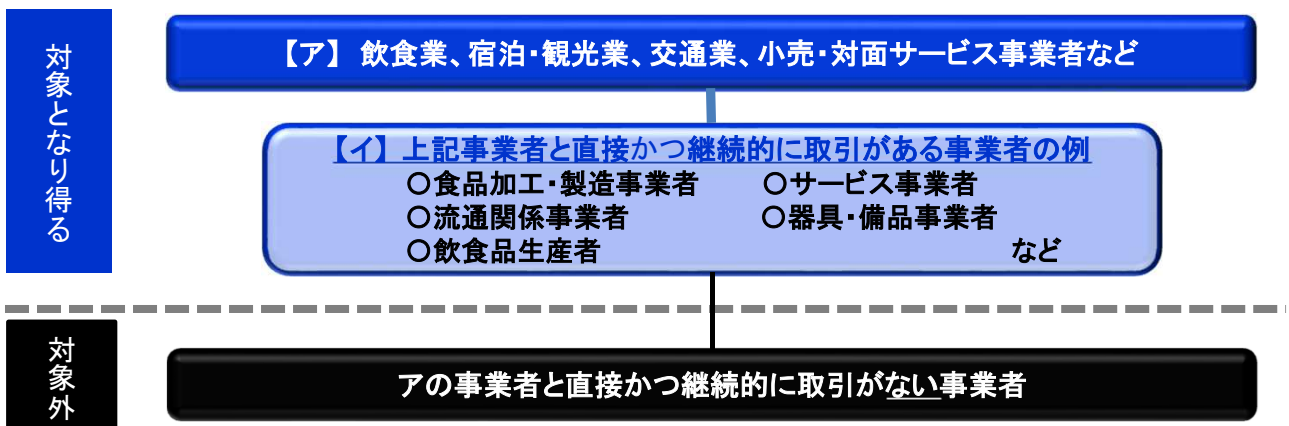 対象となり得る
【ア】 飲食業、宿泊・観光業、交通業、小売・対面サービス事業者など
【イ】 上記事業者と直接かつ継続的に取引がある事業者の例
〇食品加工・製造事業者 〇サービス事業者
〇流通関係事業者 〇器具・備品事業者
〇飲食品生産者 など
対象外
アの事業者と直接かつ継続的に取引がない事業者